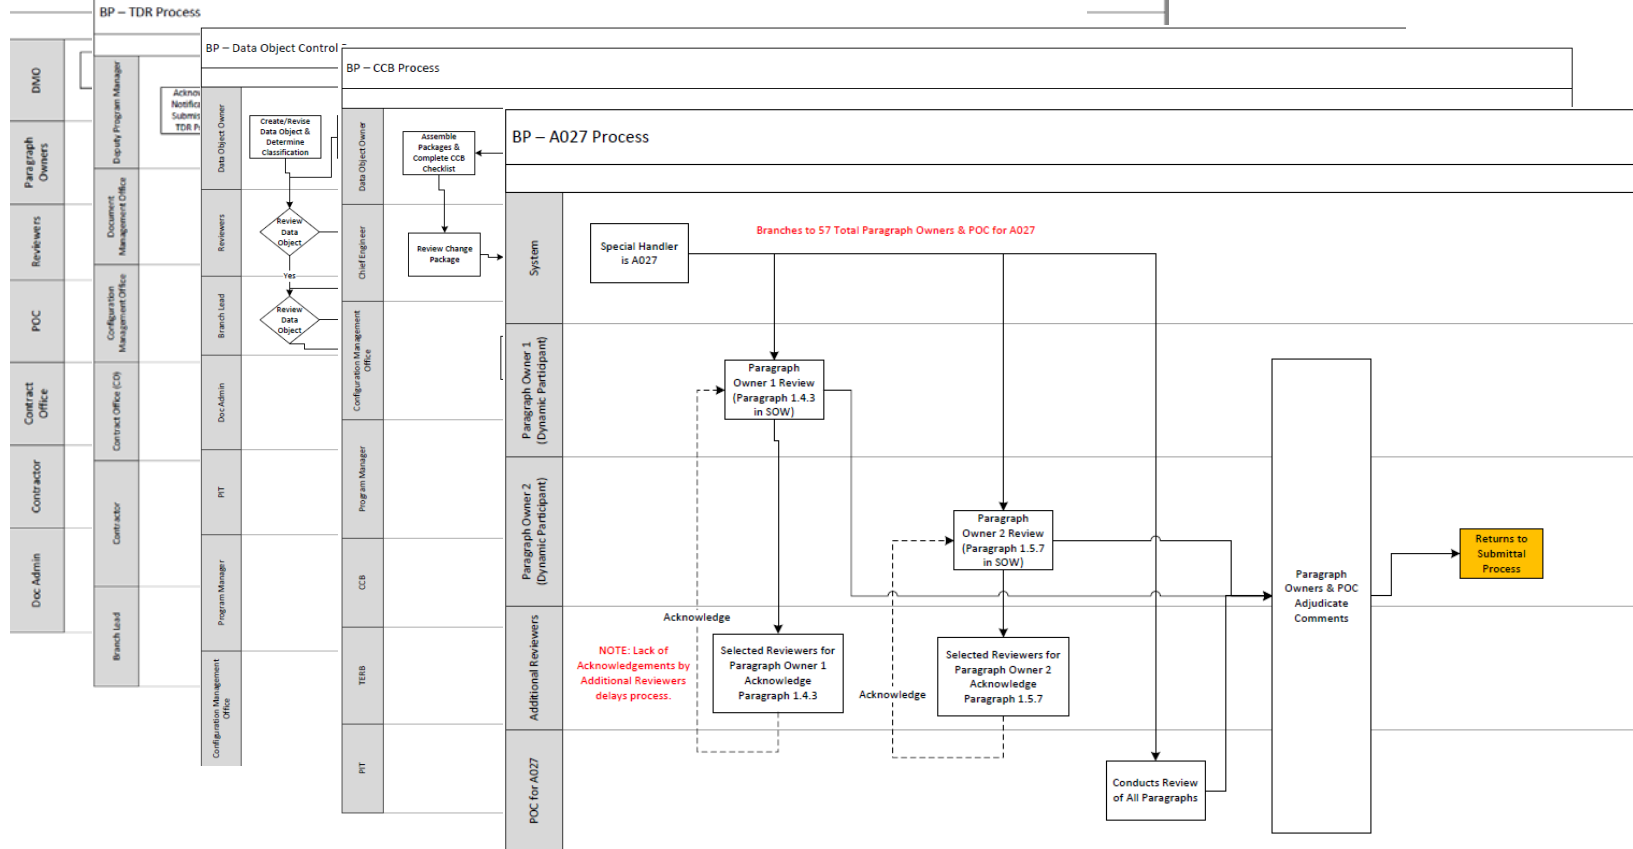 BP – TDR Process
DMO
Paragraph
Owners
Reviewers
POC
Contract
Office
Contractor
Doc Admin
Deputy Program Manager
Document
Management Office
Configuration
Management Office
Contract Office (CO)
Contractor
Branch Lead
BP – Data Object Control
Data Object Owner
Reviewers
Branch Lead
Doc Admin
PIT
Program Manager
Configuration Management
Office
Create/Revise
Data Object &
Determine
Classification
Review
Data
Object
Yes
Review
Data
Object
BP – CCB Process
Data Object Owner
Chief Engineer
Configuration Management
Office
Program Manager
CCB
TERB
PIT
Assemble
Packages &
Complete CCB
Checklist
Review Change
Package
BP – A027 Process
System
Paragraph Owner 1
(Dynamic Participant)
Paragraph Owner 2
(Dynamic Participant)
Additional Reviewers
POC for A027
Special Handler
is A027
Branches to 57 Total Paragraph Owners & POC for A027
Paragraph
Owner 1 Review
(Paragraph 1.4.3
in SOW)
Paragraph
Owner 2 Review
(Paragraph 1.5.7
in SOW)
Acknowledge
NOTE: Lack of
Acknowledgements by
Additional Reviewers
delays process.
Selected Reviewers for
Paragraph Owner 1
Acknowledge
Paragraph 1.4.3
Acknowledge
Selected Reviewers for
Paragraph Owner 2
Acknowledge
Paragraph 1.5.7
Conducts Review
of All Paragraphs
Paragraph
Owners & POC
Adjudicate
Comments
Returns to
Submittal
Process